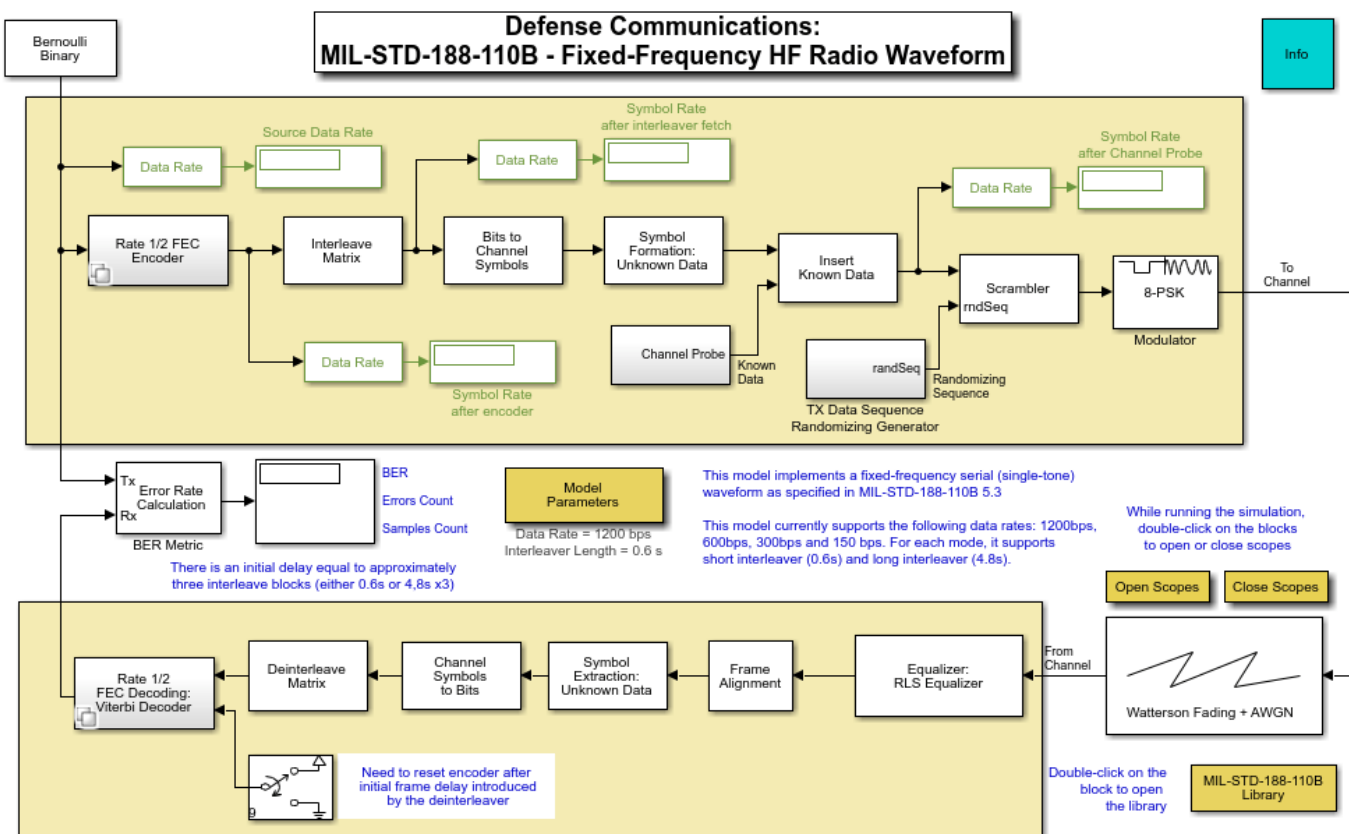 Defense Communications:
MIL-STD-188-110B - Fixed-Frequency HF Radio Waveform
Bernoulli
Binary
Info
Source Data Rate
Data Rate
Symbol Rate
after interleaver fetch
Data Rate
Symbol Rate
after Channel Probe
Data Rate
Rate 1/2 FEC
Encoder
Interleave
Matrix
Bits to
Channel
Symbols
Symbol
Formation:
Unknown Data
Insert
Known Data
Scrambler
rndSeq
8-PSK
Modulator
To
Channel
Data Rate
Symbol Rate
after encoder
Channel Probe
Known
Data
randSeq
Randomizing
Sequence
TX Data Sequence
Randomizing Generator
Tx
Rx
Error Rate
Calculation
BER Metric
BER
Errors Count
Samples Count
There is an initial delay equal to approximately
three interleave blocks (either 0.6s or 4,8s x3)
Model
Parameters
Data Rate = 1200 bps
Interleaver Length = 0.6 s
This model implements a fixed-frequency serial (single-tone)
waveform as specified in MIL-STD-188-110B 5.3
This model currently supports the following data rates: 1200bps,
600bps, 300bps and 150 bps. For each mode, it supports
short interleaver (0.6s) and long interleaver (4.8s).
While running the simulation,
double-click on the blocks
to open or close scopes
Open Scopes
Close Scopes
Rate 1/2
FEC Decoding:
Viterbi Decoder
Deinterleave
Matrix
Channel
Symbols
to Bits
Symbol
Extraction:
Unknown Data
Frame
Alignment
Equalizer:
RLS Equalizer
From
Channel
Watterson Fading + AWGN
9
Need to reset encoder after
initial frame delay introduced
by the deinterleaver
Double-click on the
block to open
the library
MIL-STD-188-110B
Library